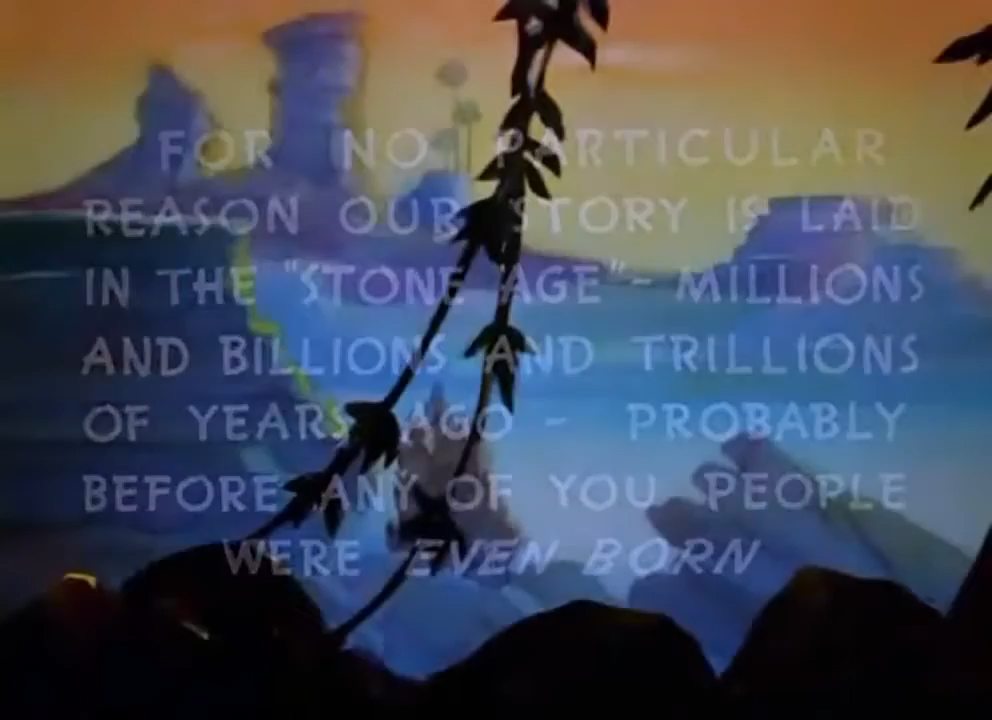 FOR NO PARTICULAR
REASON OUR STORY IS LAID
IN THE "STONE AGE"- MILLIONS
AND BILLIONS AND TRILLIONS
OF YEARS AGO - PROBABLY
BEFORE ANY OF YOU PEOPLE
WERE EVEN BORN